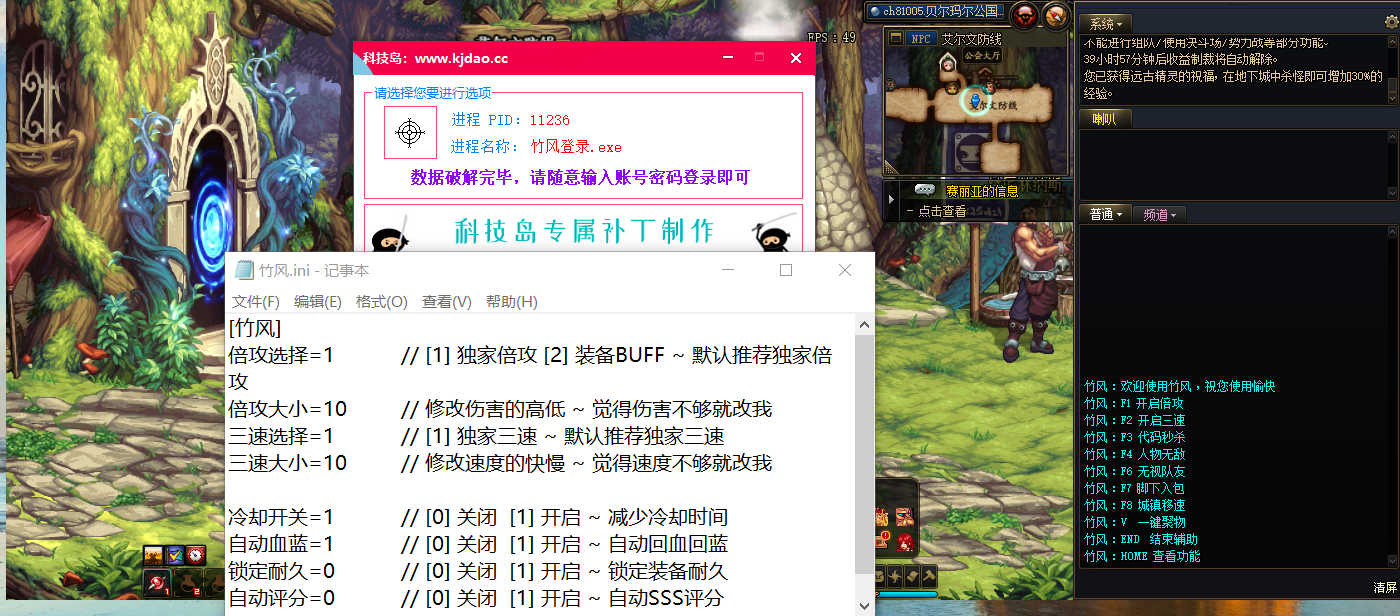 科技岛：www.kjdao.cc
请选择您要进行选项
进程 PID：11236
进程名称： 竹风登录.exe
数据破解完毕，请随意输入账号密码登录即可
科技岛专属补丁制作
竹风.ini - 记事本
文件(F) 编辑(E) 格式(O) 查看(V) 帮助(H)
[竹风]
倍攻选择=1 // [1] 独家倍攻 [2] 装备BUFF ~ 默认推荐独家倍
攻
倍攻大小=10 // 修改伤害的高低 ~ 觉得伤害不够就改我
三速选择=1 // [1] 独家三速 ~ 默认推荐独家三速
三速大小=10 // 修改速度的快慢 ~ 觉得速度不够就改我
冷却开关=1 // [0] 关闭 [1] 开启 ~ 减少冷却时间
自动血蓝=1 // [0] 关闭 [1] 开启 ~ 自动回血回蓝
锁定耐久=0 // [0] 关闭 [1] 开启 ~ 锁定装备耐久
自动评分=0 // [0] 关闭 [1] 开启 ~ 自动SSS评分
FPS：49
ch81005.贝尔玛尔公国
NPC 艾尔文防线
公会大厅
艾尔文防线
赛丽亚的信息
- 点击查看
系统
不能进行组队/使用决斗场/势力战等部分功能。
39小时57分钟后收益制裁将自动解除。
您已获得远古精灵的祝福，在地下城中杀怪即可增加30%的
经验。
喇叭
普通 频道
竹风：欢迎使用竹风，祝您使用愉快
竹风：F1 开启倍攻
竹风：F2 开启三速
竹风：F3 代码秒杀
竹风：F4 人物无敌
竹风：F6 无视队友
竹风：F7 脚下入包
竹风：F8 城镇移速
竹风：V 一键聚物
竹风：END 结束辅助
竹风：HOME 查看功能
清屏
1
2